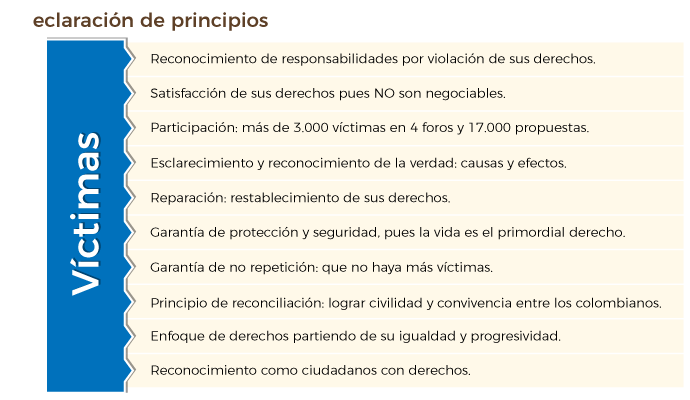 eclaración de principios
Víctimas
Reconocimiento de responsabilidades por violación de sus derechos.
Satisfacción de sus derechos pues NO son negociables.
Participación: más de 3.000 víctimas en 4 foros y 17.000 propuestas.
Esclarecimiento y reconocimiento de la verdad: causas y efectos.
Reparación: restablecimiento de sus derechos.
Garantía de protección y seguridad, pues la vida es el primordial derecho.
Garantía de no repetición: que no haya más víctimas.
Principio de reconciliación: lograr civilidad y convivencia entre los colombianos.
Enfoque de derechos partiendo de su igualdad y progresividad.
Reconocimiento como ciudadanos con derechos.